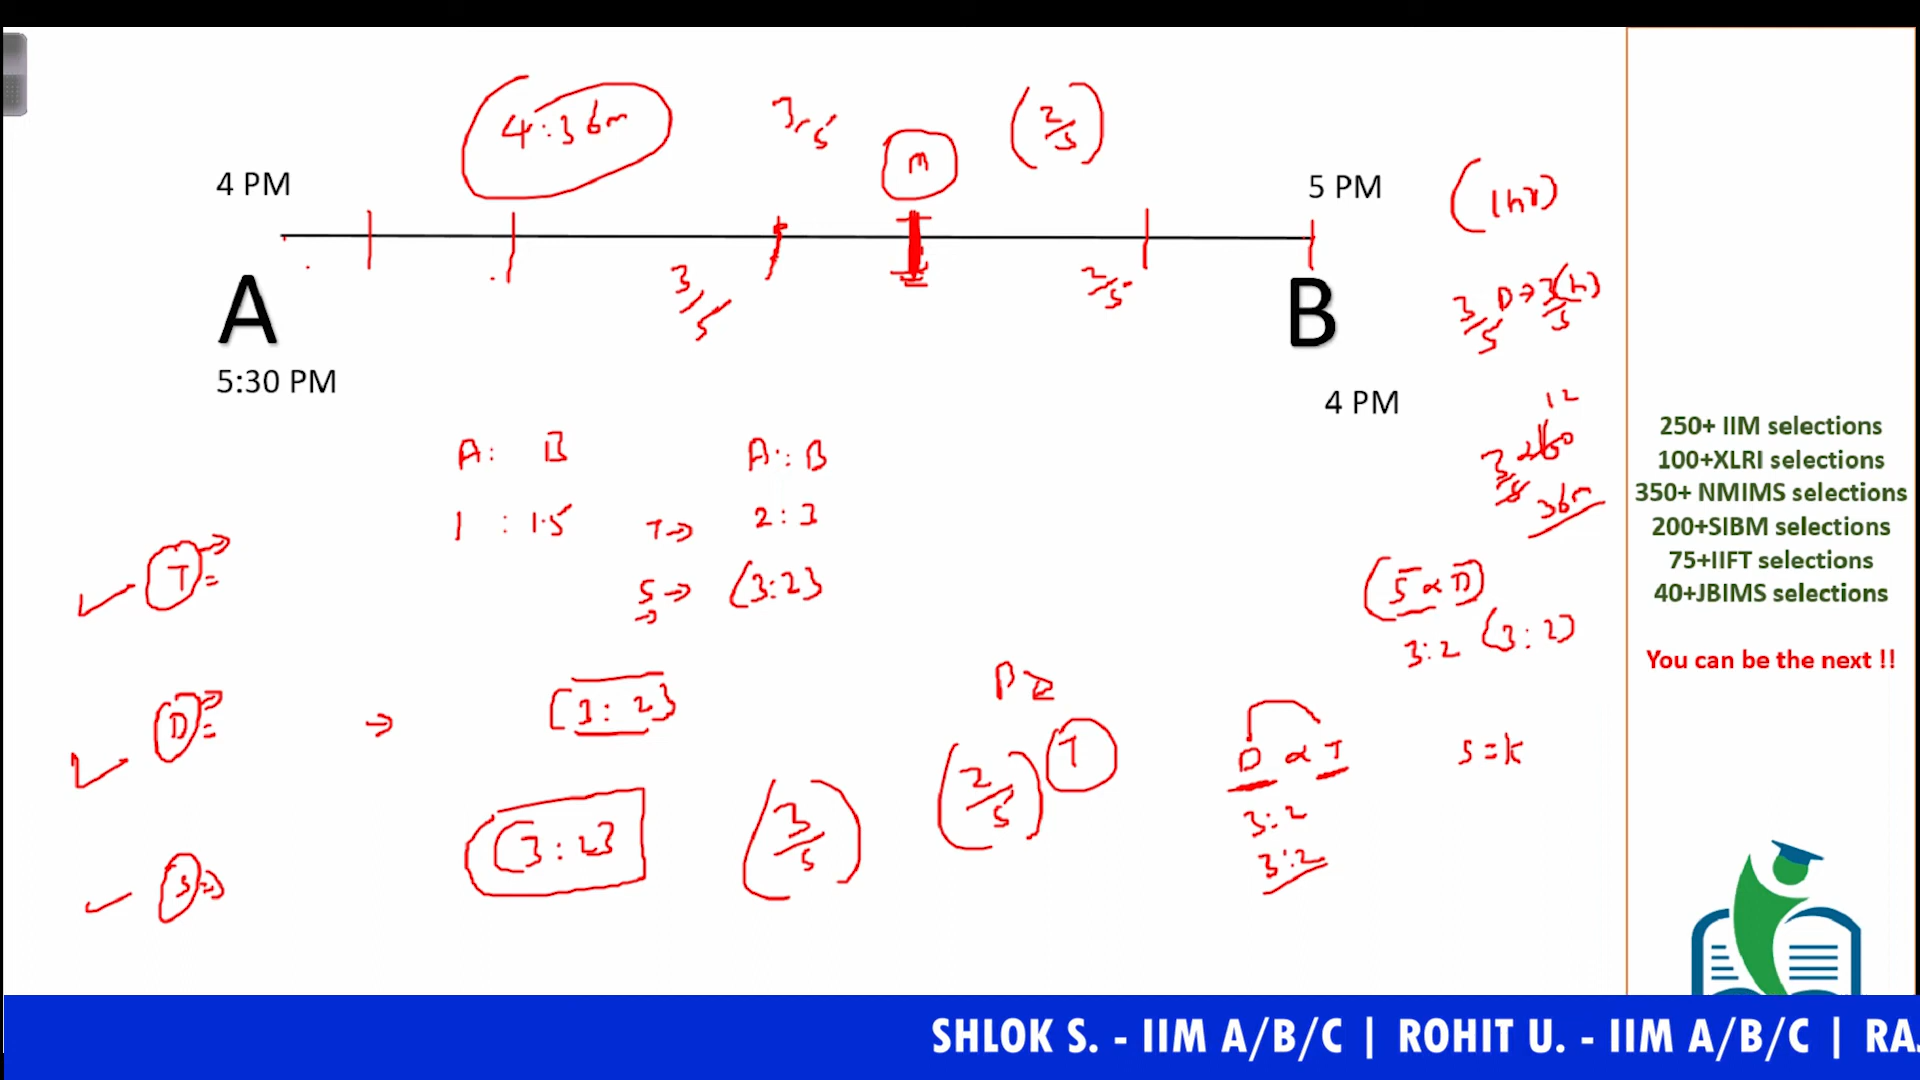 4:36m
3/5
(2/5)
m
4 PM
5 PM
(1hr)
3/5
2/5
3/5 D → 3/5(h)
A
B
5:30 PM
4 PM
12
36m
A: B
A: B
1 : 1.5
T → 2:3
S → (3:2)
T
(S ∝ D)
3:2 (3:2)
D → (3:2)
(3:2)
(3/5)
(2/5) T
D ∝ T
S = k
3:2
3:2
S
250+ IIM selections
100+XLRI selections
350+ NMIMS selections
200+SIBM selections
75+IIFT selections
40+JBIMS selections
You can be the next !!
SHLOK S. - IIM A/B/C | ROHIT U. - IIM A/B/C | RA